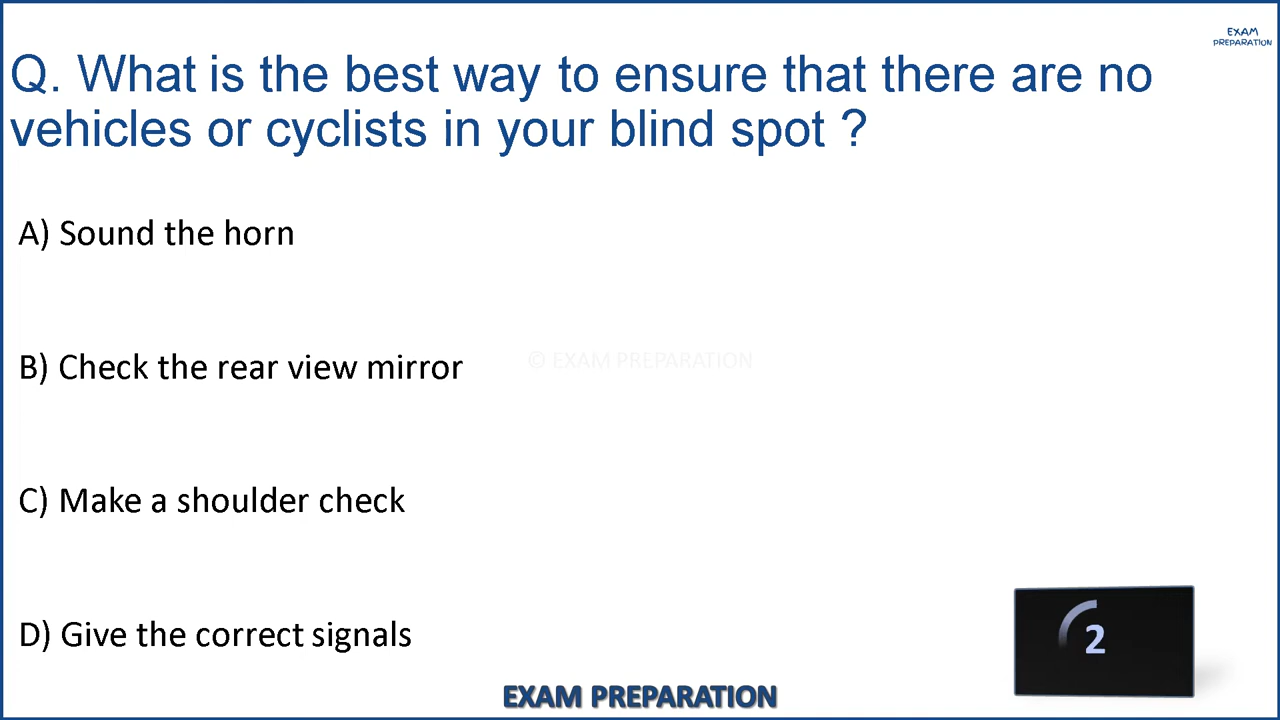 EXAM
PREPARATION
Q. What is the best way to ensure that there are no
vehicles or cyclists in your blind spot ?
A) Sound the horn
B) Check the rear view mirror
© EXAM PREPARATION
C) Make a shoulder check
D) Give the correct signals
2
EXAM PREPARATION